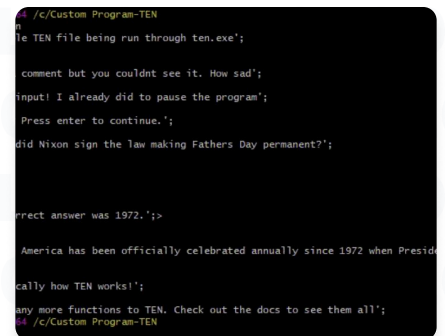 64 /c/Custom Program-TEN
n
le TEN file being run through ten.exe';
comment but you couldnt see it. How sad';
input! I already did to pause the program';
Press enter to continue.';
did Nixon sign the law making Fathers Day permanent?';
rrect answer was 1972.';>
America has been officially celebrated annually since 1972 when Preside
cally how TEN works!';
any more functions to TEN. Check out the docs to see them all';
64 /c/Custom Program-TEN